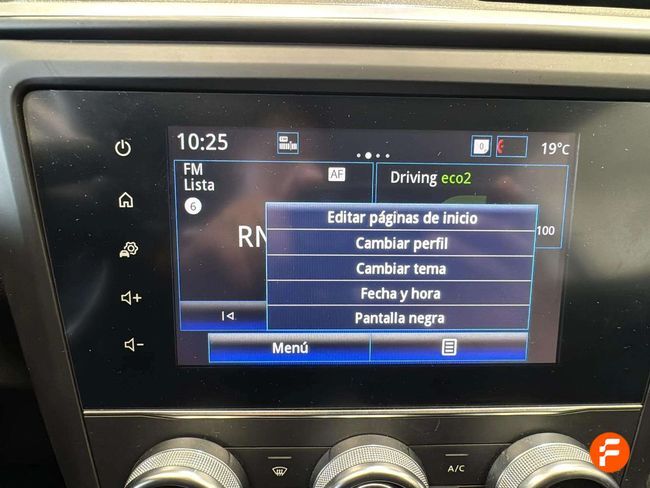 10:25
0
19°C
FM
Lista
AF
6
Driving eco2
RN
100
Editar páginas de inicio
Cambiar perfil
Cambiar tema
Fecha y hora
Pantalla negra
Menú
A/C